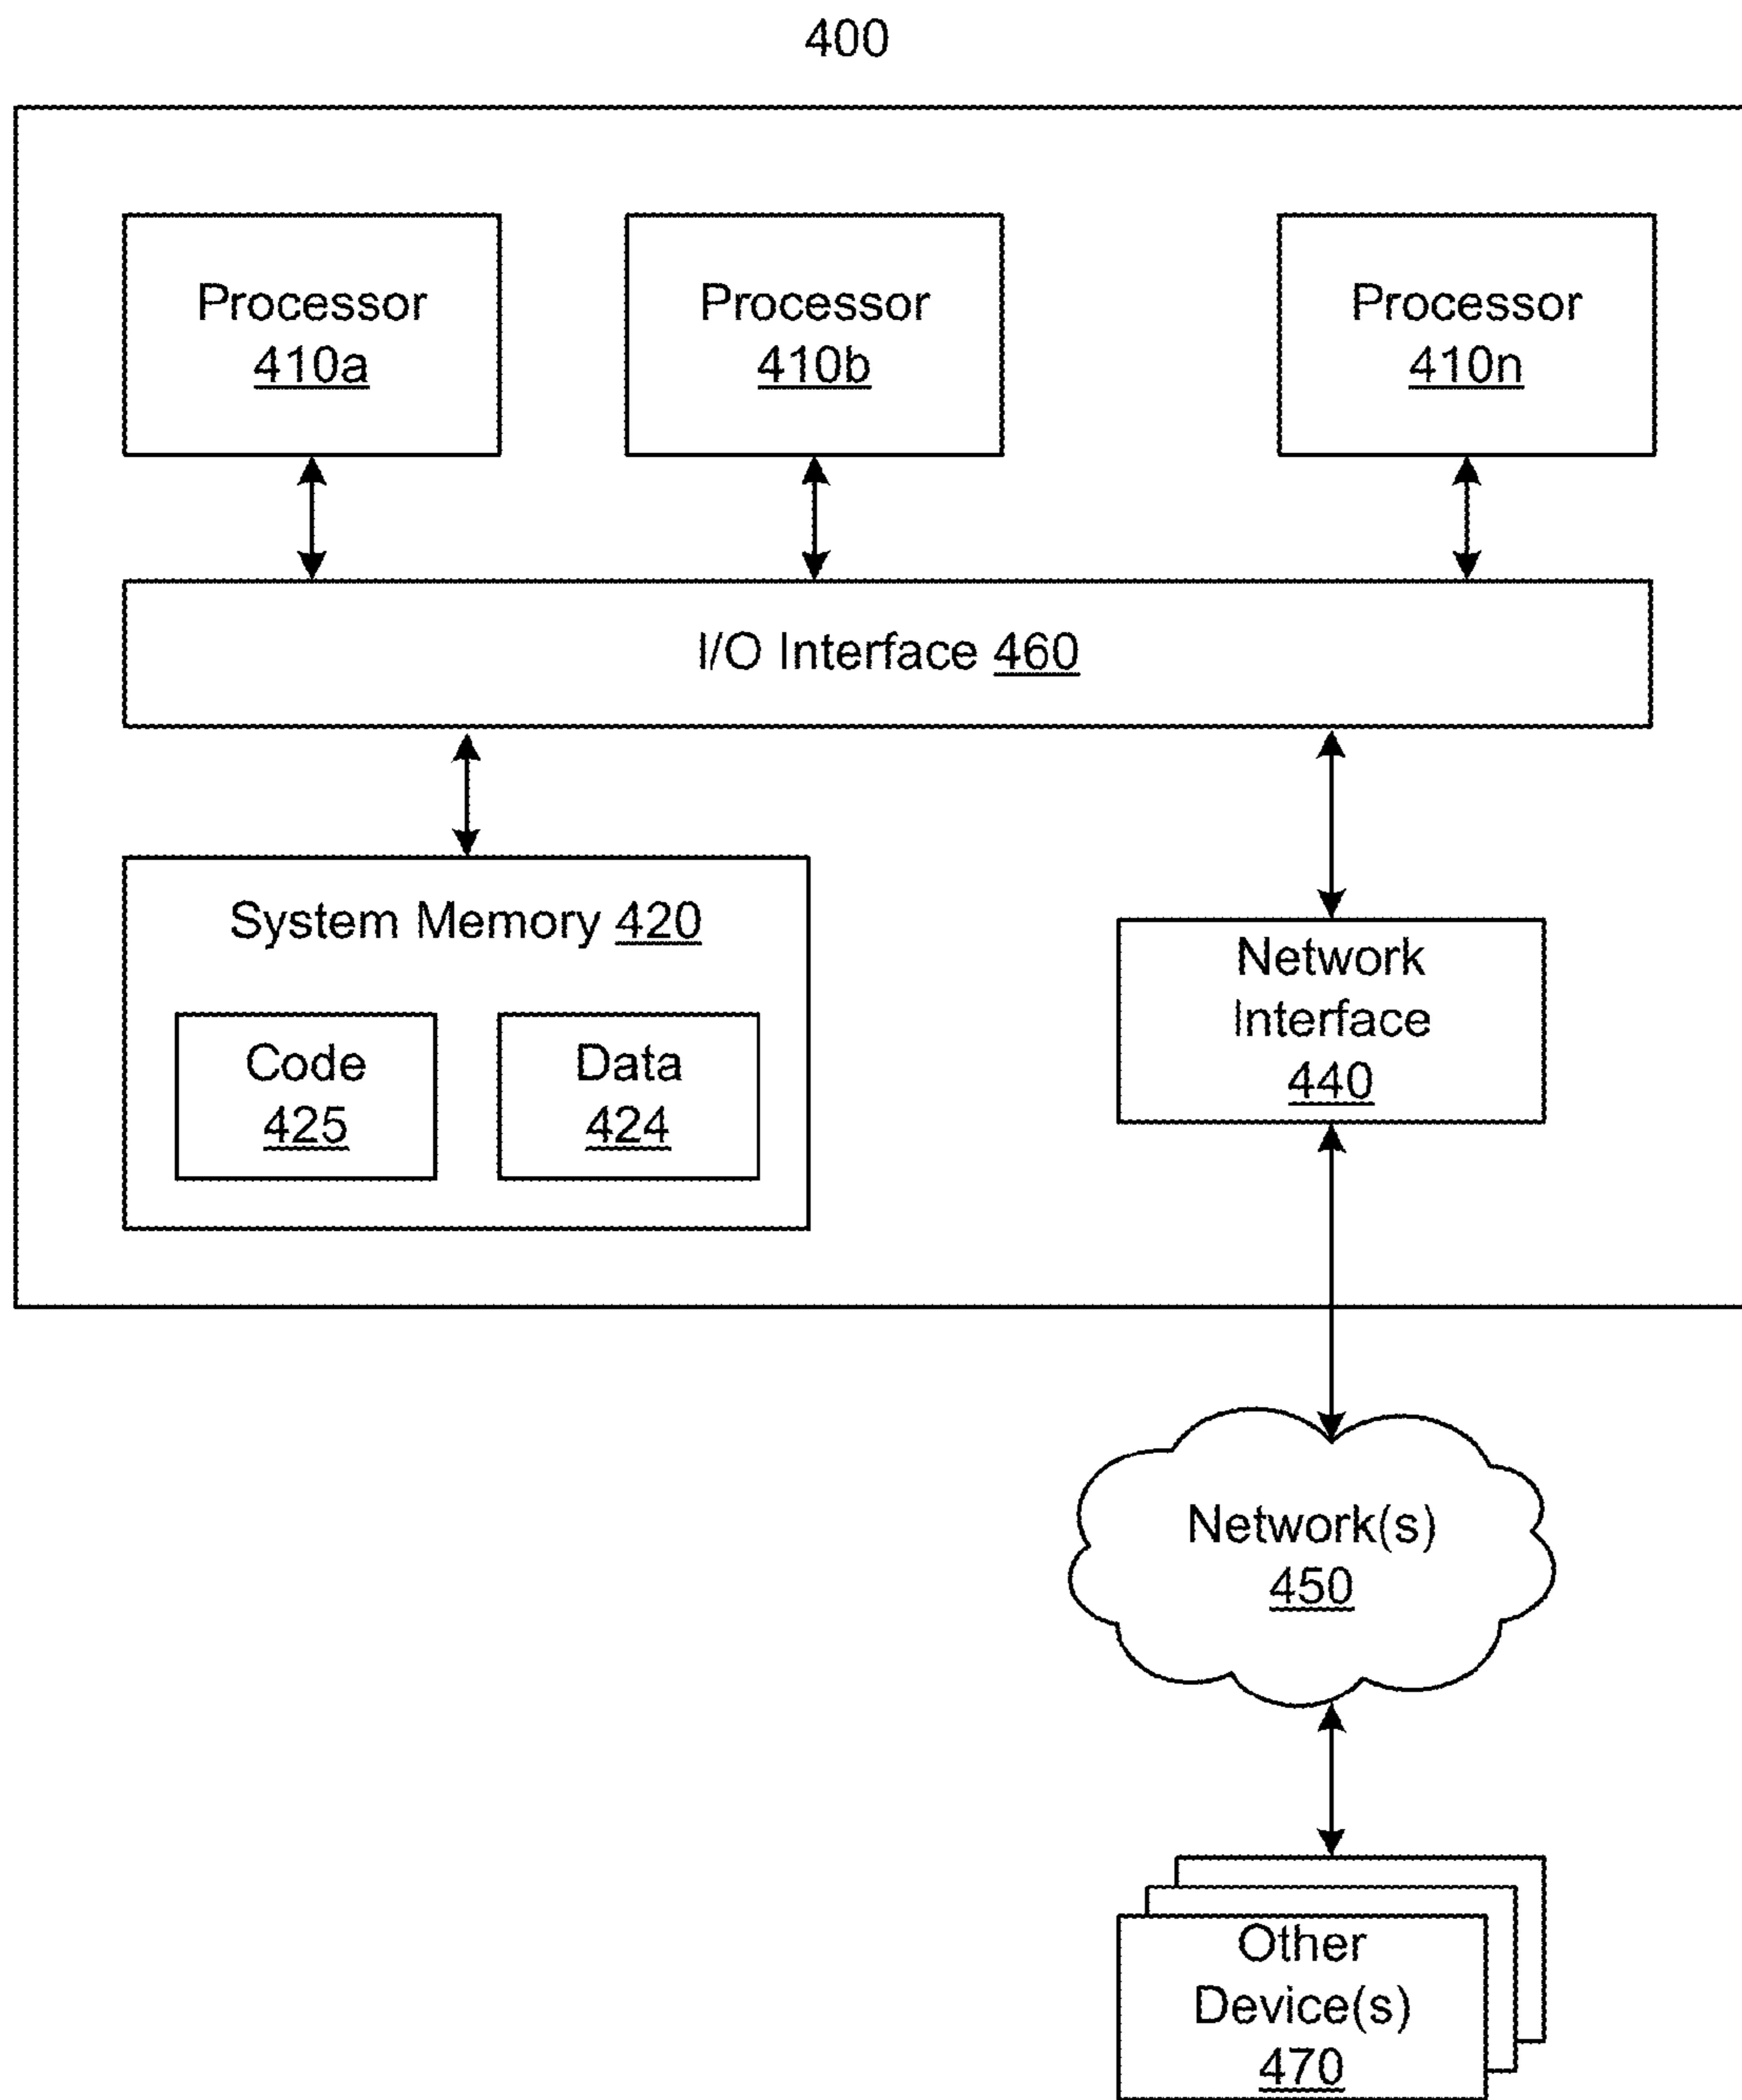 400
Processor
410a
Processor
410b
Processor
410n
I/O Interface 460
System Memory 420
Code
425
Data
424
Network
Interface
440
Network(s)
450
Other
Device(s)
470